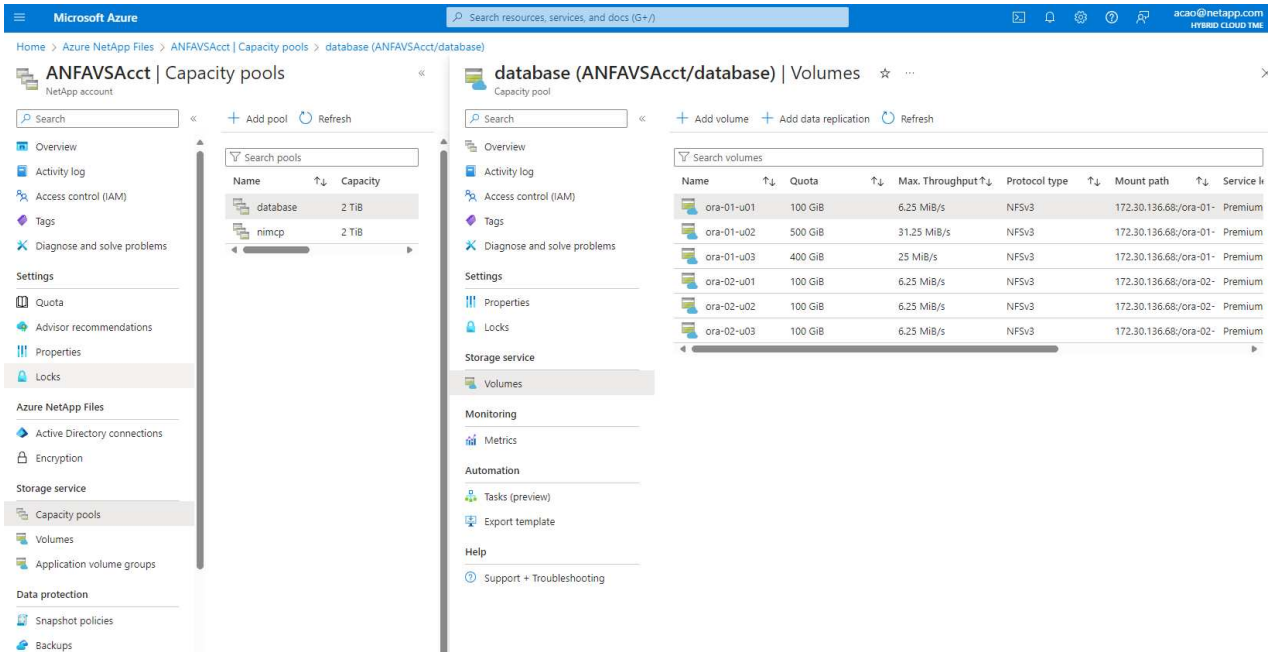 Microsoft Azure
Search resources, services, and docs (G+/)
acao@netapp.com
HYBRID CLOUD TME
Home > Azure NetApp Files > ANFAVSAcct | Capacity pools > database (ANFAVSAcct/database)
ANFAVSAcct | Capacity pools
NetApp account
Search
Overview
Activity log
Access control (IAM)
Tags
Diagnose and solve problems
Settings
Quota
Advisor recommendations
Properties
Locks
Azure NetApp Files
Active Directory connections
Encryption
Storage service
Capacity pools
Volumes
Application volume groups
Data protection
Snapshot policies
Backups
Add pool Refresh
Search pools
Name Capacity
database 2 TiB
nimcp 2 TiB
database (ANFAVSAcct/database) | Volumes
Capacity pool
Search
Overview
Activity log
Access control (IAM)
Tags
Diagnose and solve problems
Settings
Properties
Locks
Storage service
Volumes
Monitoring
Metrics
Automation
Tasks (preview)
Export template
Help
Support + Troubleshooting
Add volume Add data replication Refresh
Search volumes
Name Quota Max. Throughput Protocol type Mount path Service le
ora-01-u01 100 GiB 6.25 MiB/s NFSv3 172.30.136.68:/ora-01- Premium
ora-01-u02 500 GiB 31.25 MiB/s NFSv3 172.30.136.68:/ora-01- Premium
ora-01-u03 400 GiB 25 MiB/s NFSv3 172.30.136.68:/ora-01- Premium
ora-02-u01 100 GiB 6.25 MiB/s NFSv3 172.30.136.68:/ora-02- Premium
ora-02-u02 100 GiB 6.25 MiB/s NFSv3 172.30.136.68:/ora-02- Premium
ora-02-u03 100 GiB 6.25 MiB/s NFSv3 172.30.136.68:/ora-02- Premium